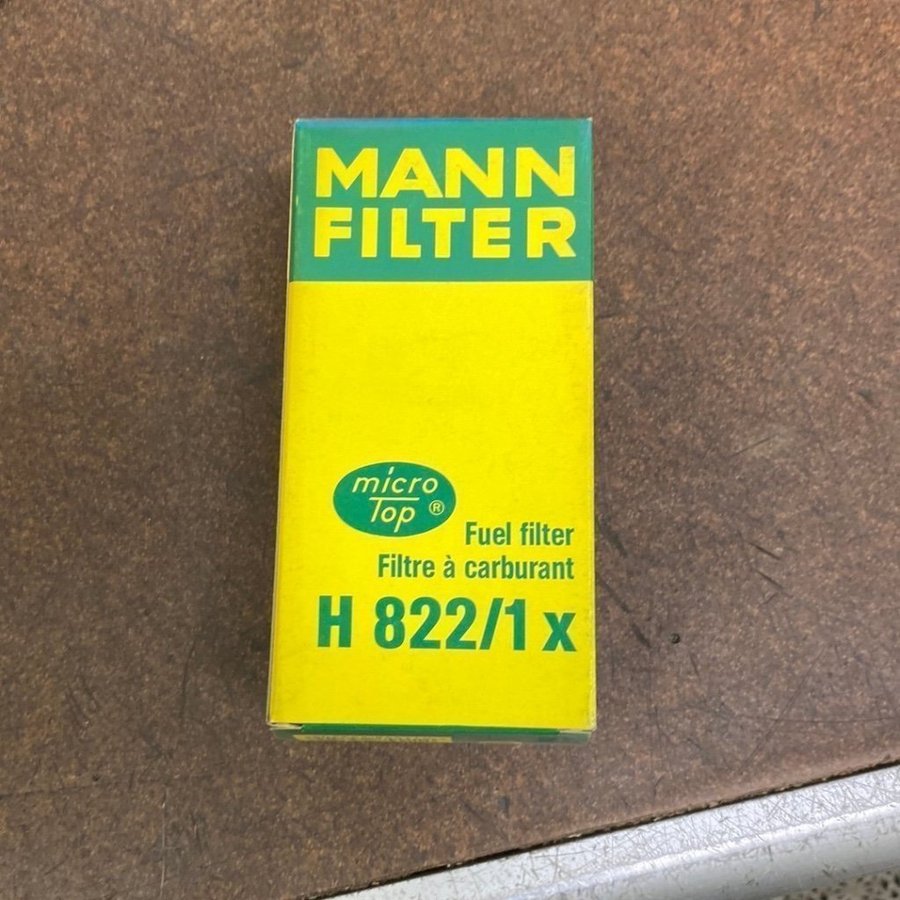 MANN
FILTER
micro
Top ®
Fuel filter
Filtre à carburant
H 822/1 x